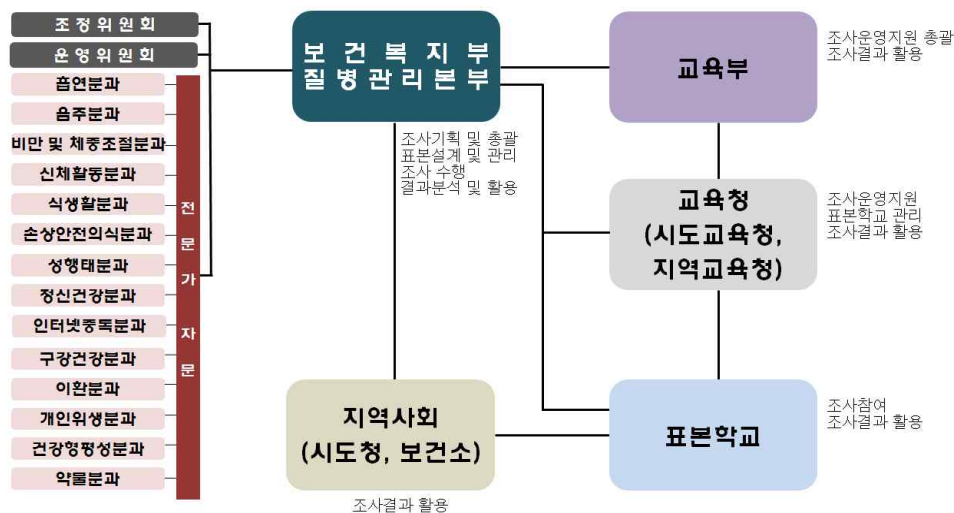 조정위원회
운영위원회
흡연분과
음주분과
비만 및 체중조절분과
신체활동분과
식생활분과
손상안전의식분과
성행태분과
정신건강분과
인터넷중독분과
구강건강분과
이환분과
개인위생분과
건강형평성분과
약물분과
전문가자문
보건복지부
질병관리본부
조사기획 및 총괄
표본설계 및 관리
조사 수행
결과분석 및 활용
교육부
조사운영지원 총괄
조사결과 활용
교육청
(시도교육청,
지역교육청)
조사운영지원
표본학교 관리
조사결과 활용
지역사회
(시도청, 보건소)
조사결과 활용
표본학교
조사참여
조사결과 활용